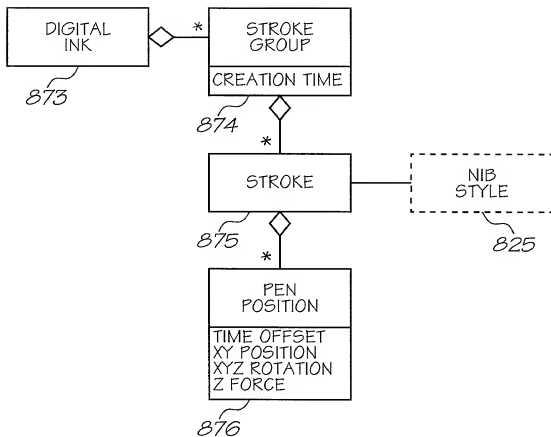 DIGITAL
INK
873
*
STROKE
GROUP
CREATION TIME
874
*
STROKE
875
NIB
STYLE
825
*
PEN
POSITION
TIME OFFSET
XY POSITION
XYZ ROTATION
Z FORCE
876